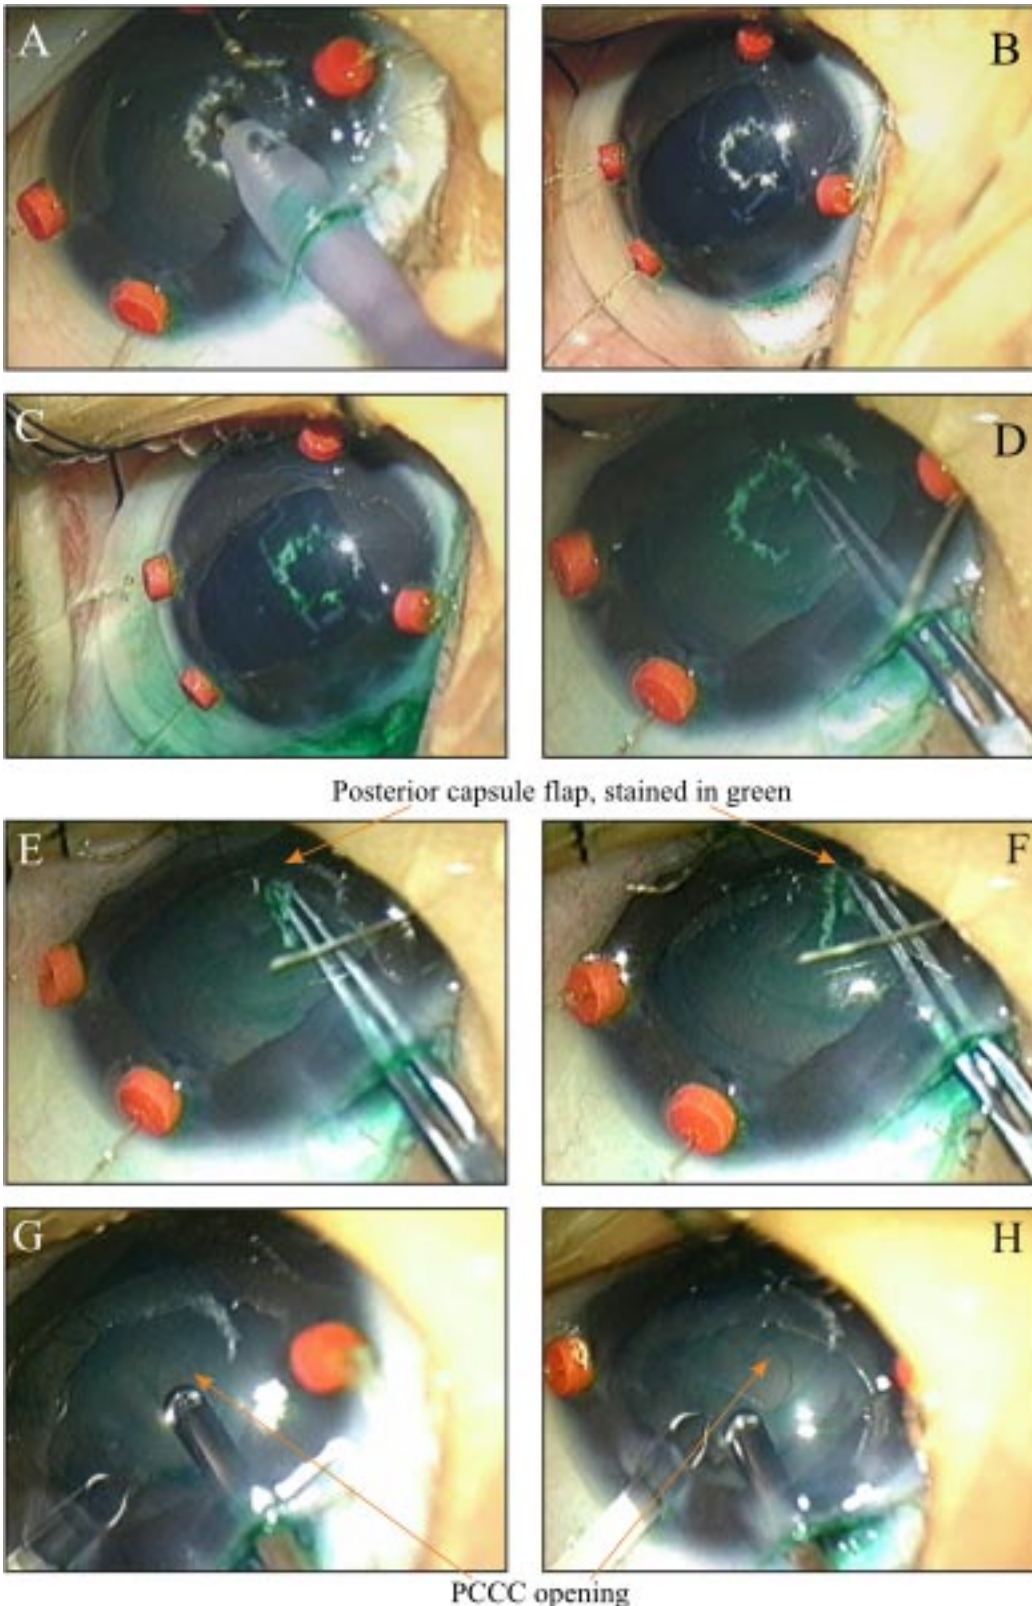 A
B
C
D
Posterior capsule flap, stained in green
E
F
G
H
PCCC opening